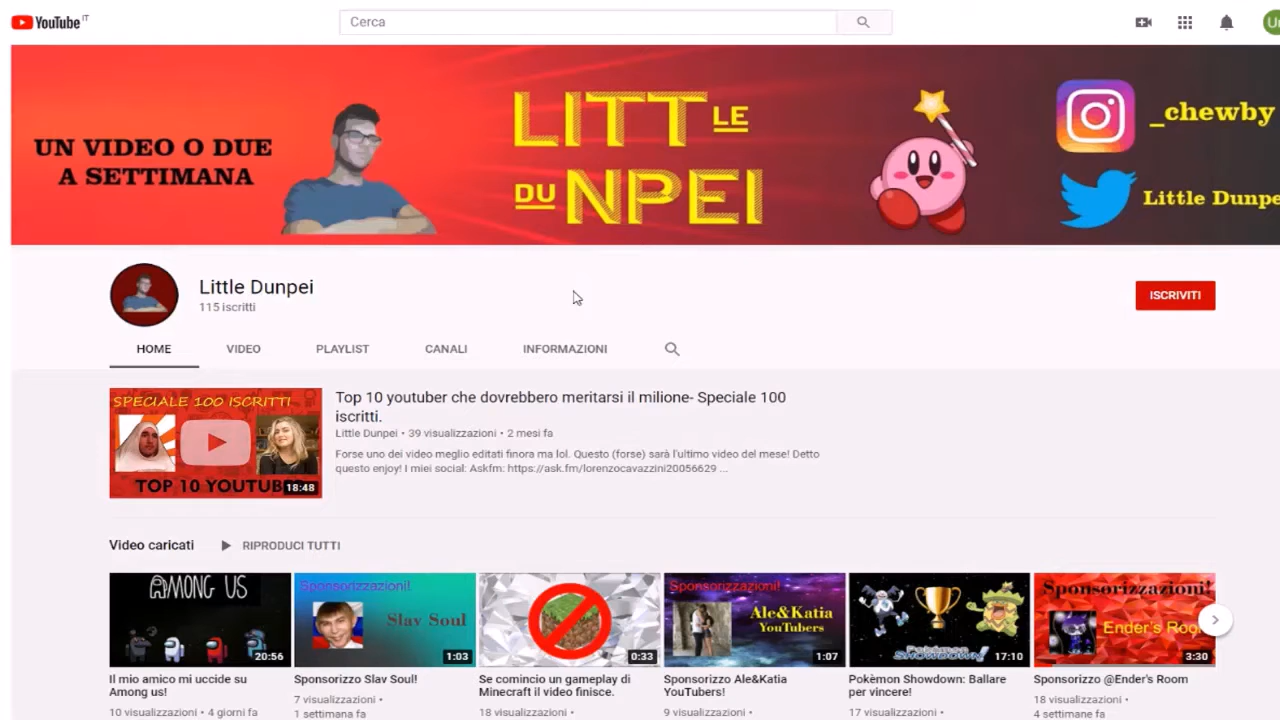 YouTube IT
Cerca
UN VIDEO O DUE
A SETTIMANA
LITTLE
DUNPEI
_chewby
Little Dunpe
Little Dunpei
115 iscritti
ISCRIVITI
HOME VIDEO PLAYLIST CANALI INFORMAZIONI
SPECIALE 100 ISCRITTI
TOP 10 YOUTUB
18:48
Top 10 youtuber che dovrebbero meritarsi il milione- Speciale 100
iscritti.
Little Dunpei • 39 visualizzazioni • 2 mesi fa
Forse uno dei video meglio editati finora ma lol. Questo (forse) sarà l'ultimo video del mese! Detto
questo enjoy! I miei social: Askfm: https://ask.fm/lorenzocavazzini20056629 ...
Video caricati RIPRODUCI TUTTI
AMONG US
20:56
Il mio amico mi uccide su
Among us!
10 visualizzazioni • 4 giorni fa
Sponsorizzazioni!
Slav Soul
1:03
Sponsorizo Slav Soul!
7 visualizzazioni •
1 settimana fa
0:33
Se comincio un gameplay di
Minecraft il video finisce.
18 visualizzazioni •
Sponsorizzazioni!
Ale&Katia
YouTubers
1:07
Sponsorizzo Ale&Katia
YouTubers!
9 visualizzazioni •
Pokémon
SHOWDOWN!
17:10
Pokèmon Showdown: Ballare
per vincere!
17 visualizzazioni •
Sponsorizzazioni!
Ender's Roo
3:30
Sponsorizzo @Ender's Room
18 visualizzazioni •
4 settimane fa